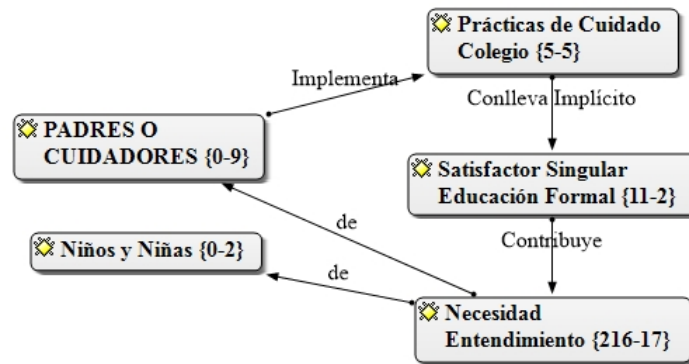 Prácticas de Cuidado
Colegio {5-5}
Implementa
Conlleva Implícito
PADRES O
CUIDADORES {0-9}
Satisfactor Singular
Educación Formal {11-2}
de
Contribuye
Niños y Niñas {0-2}
de
Necesidad
Entendimiento {216-17}